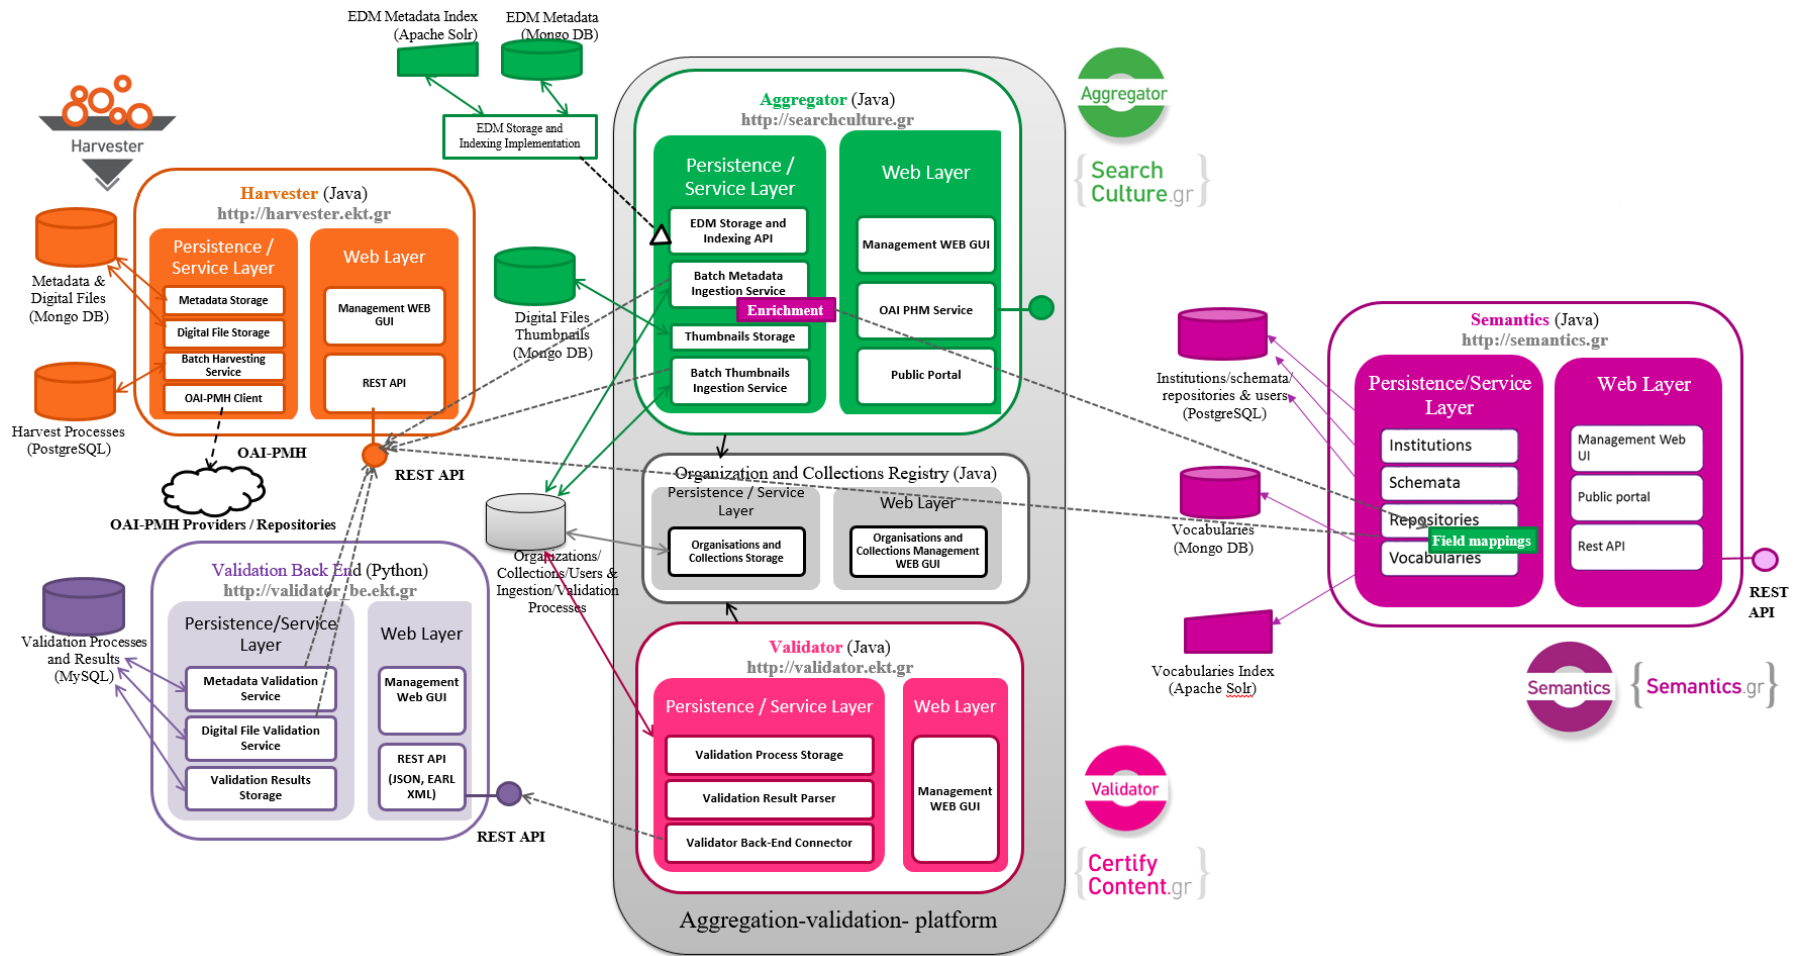 EDM Metadata Index
(Apache Solr)
EDM Metadata
(Mongo DB)
EDM Storage and
Indexing Implementation
Harvester
Harvester (Java)
http://harvester.ekt.gr
Persistence /
Service Layer
Metadata Storage
Digital File Storage
Batch Harvesting
Service
OAI-PMH Client
Web Layer
Management WEB
GUI
REST API
Metadata &
Digital Files
(Mongo DB)
Harvest Processes
(PostgreSQL)
OAI-PMH
REST API
OAI-PMH Providers / Repositories
Aggregator (Java)
http://searchculture.gr
Persistence /
Service Layer
EDM Storage and
Indexing API
Batch Metadata
Ingestion Service
Enrichment
Thumbnails Storage
Batch Thumbnails
Ingestion Service
Web Layer
Management WEB GUI
OAI PHM Service
Public Portal
Digital Files
Thumbnails
(Mongo DB)
Aggregator
{Search
Culture.gr}
Organization and Collections Registry (Java)
Persistence / Service
Layer
Organisations and
Collections Storage
Web Layer
Organisations and
Collections Management
WEB GUI
Organizations/
Collections/Users &
Ingestion/Validation
Processes
Validation Back End (Python)
http://validator_be.ekt.gr
Persistence/Service
Layer
Metadata Validation
Service
Digital File Validation
Service
Validation Results
Storage
Web Layer
Management
Web GUI
REST API
(JSON, EARL
XML)
Validation Processes
and Results
(MySQL)
REST API
Validator (Java)
http://validator.ekt.gr
Persistence / Service Layer
Validation Process Storage
Validation Result Parser
Validator Back-End Connector
Web Layer
Management
WEB GUI
Validator
{Certify
Content.gr}
Aggregation-validation- platform
Semantics (Java)
http://semantics.gr
Persistence/Service
Layer
Institutions
Schemata
Repositories
Field mappings
Vocabularies
Web Layer
Management Web
UI
Public portal
Rest API
REST
API
Institutions/schemata/
repositories & users
(PostgreSQL)
Vocabularies
(Mongo DB)
Vocabularies Index
(Apache Solr)
Semantics
{Semantics.gr}